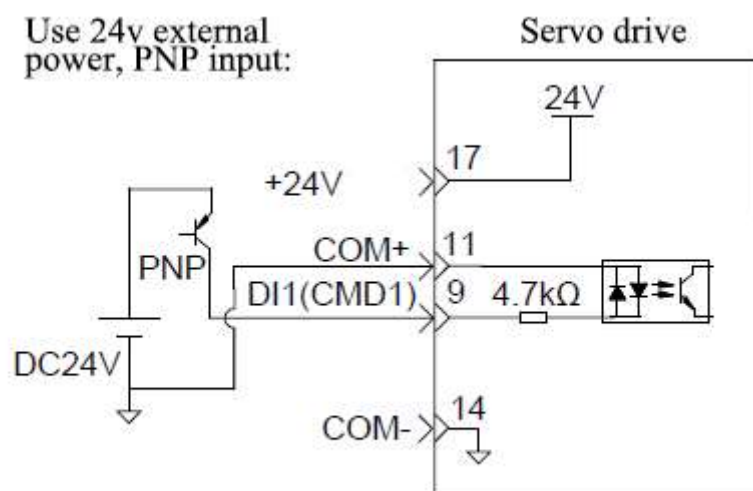 Use 24v external
power, PNP input:
Servo drive
24V
17
+24V
COM+
11
PNP
DI1(CMD1)
9
4.7kΩ
DC24V
14
COM-